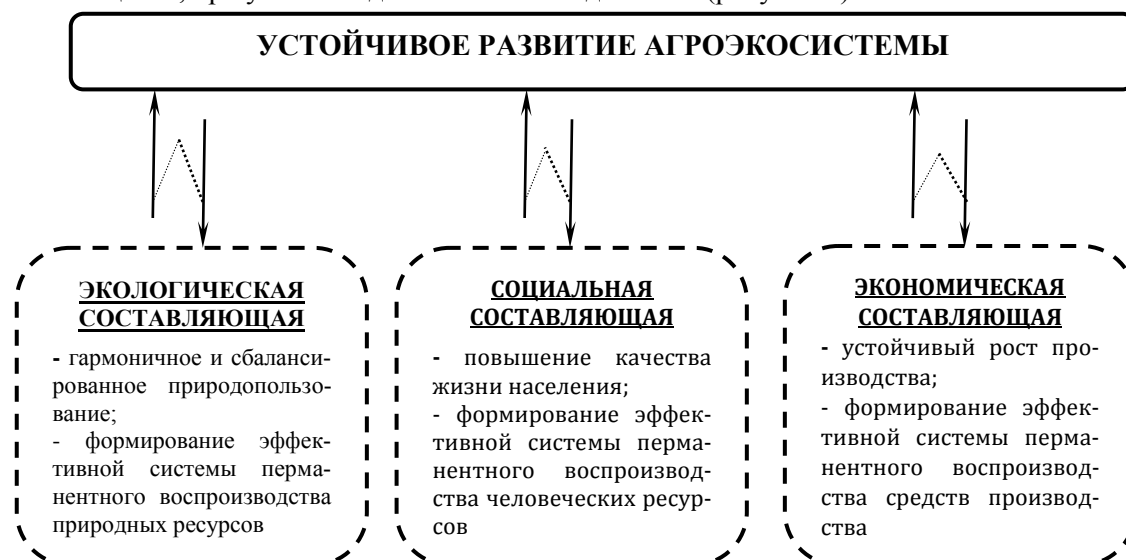 УСТОЙЧИВОЕ РАЗВИТИЕ АГРОЭКОСИСТЕМЫ
ЭКОЛОГИЧЕСКАЯ
СОСТАВЛЯЮЩАЯ
- гармоничное и сбаланси-
рованное природопользо-
вание;
- формирование эффек-
тивной системы перма-
нентного воспроизводства
природных ресурсов
СОЦИАЛЬНАЯ
СОСТАВЛЯЮЩАЯ
- повышение качества
жизни населения;
- формирование эффек-
тивной системы перма-
нентного воспроизвод-
ства человеческих ресур-
сов
ЭКОНОМИЧЕСКАЯ
СОСТАВЛЯЮЩАЯ
- устойчивый рост про-
изводства;
- формирование эффек-
тивной системы перма-
нентного воспроизвод-
ства средств производ-
ства